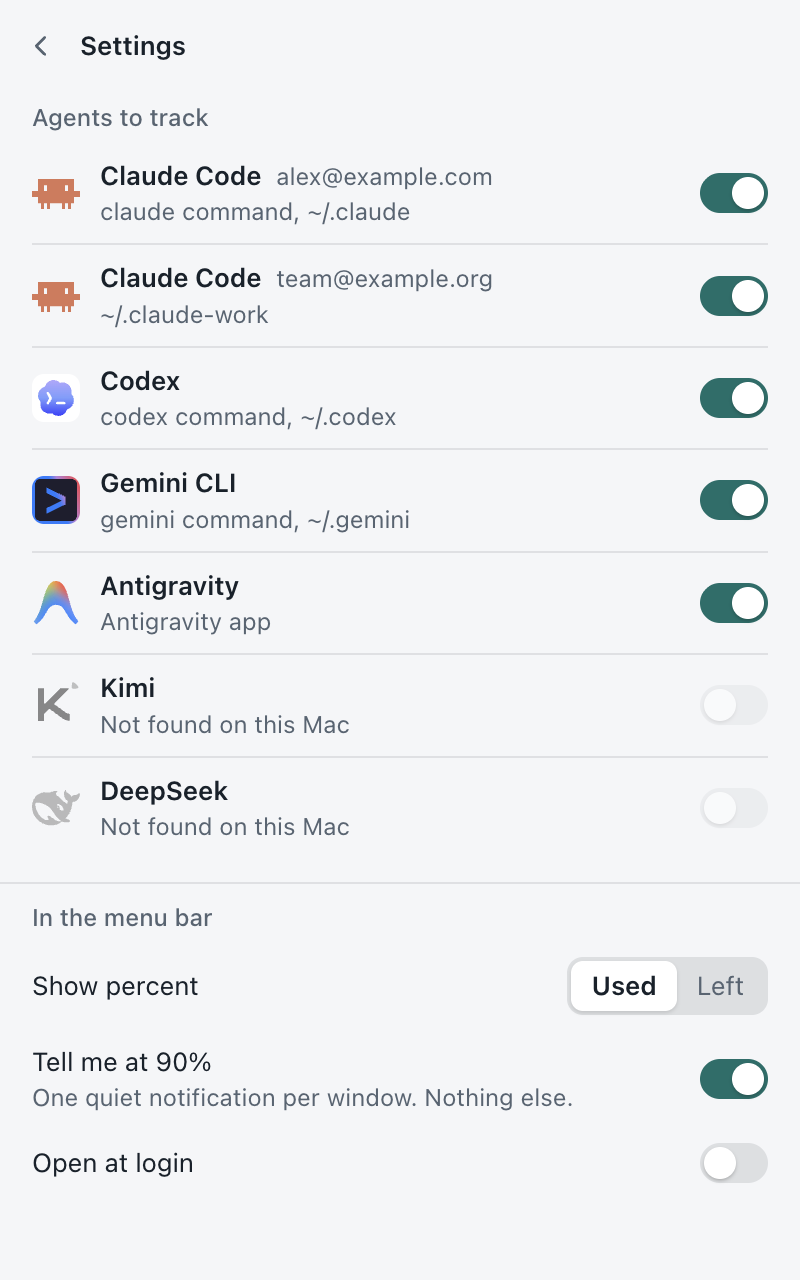 Settings
Agents to track
Claude Code alex@example.com
claude command, ~/.claude
Claude Code team@example.org
~/.claude-work
Codex
codex command, ~/.codex
Gemini CLI
gemini command, ~/.gemini
Antigravity
Antigravity app
Kimi
Not found on this Mac
DeepSeek
Not found on this Mac
In the menu bar
Show percent Used Left
Tell me at 90%
One quiet notification per window. Nothing else.
Open at login